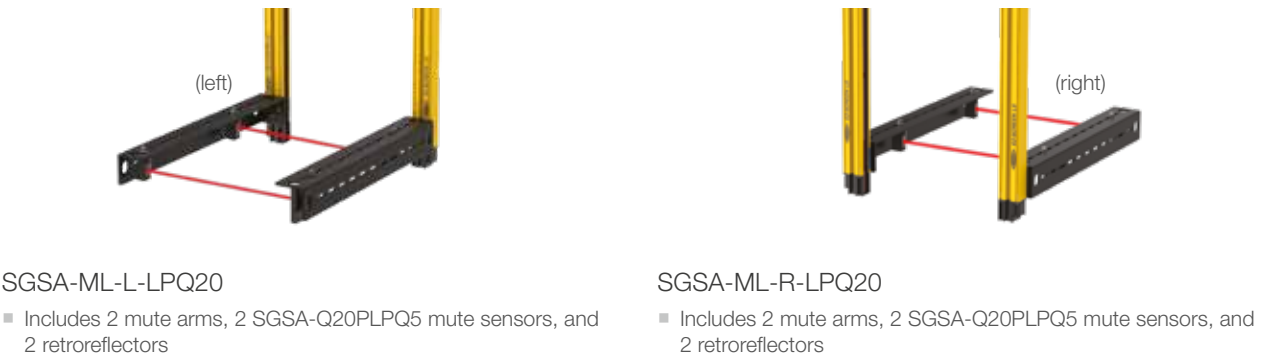 (left)
(right)
SGSA-ML-L-LPQ20
Includes 2 mute arms, 2 SGSA-Q20PLPQ5 mute sensors, and
2 retroreflectors
SGSA-ML-R-LPQ20
Includes 2 mute arms, 2 SGSA-Q20PLPQ5 mute sensors, and
2 retroreflectors